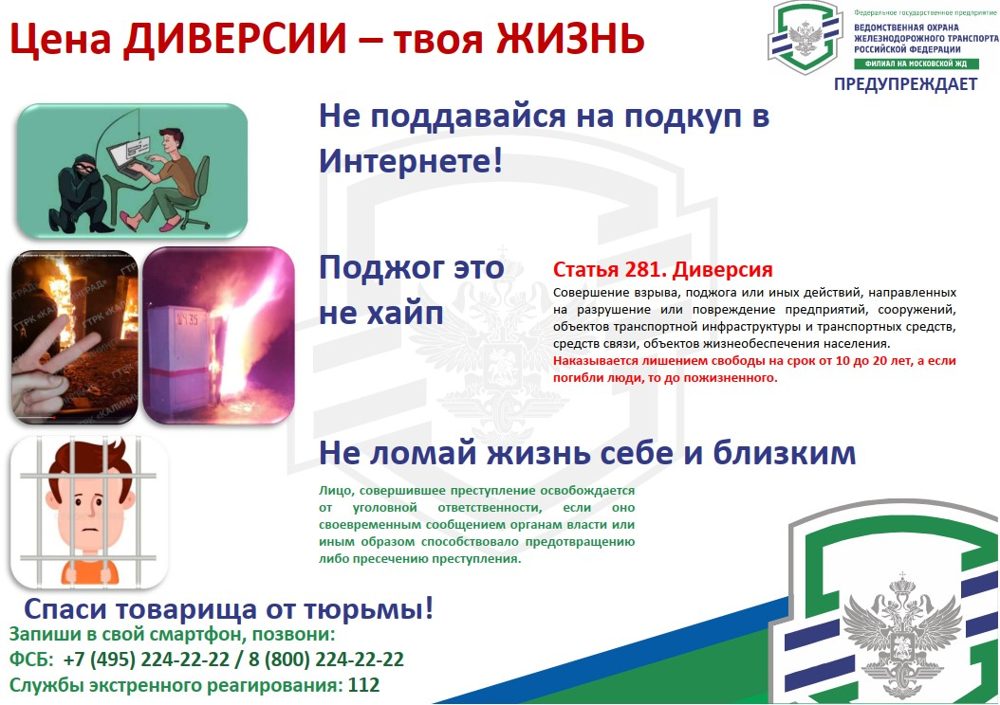 Цена ДИВЕРСИИ – твоя ЖИЗНЬ
Федеральное государственное предприятие
ВЕДОМСТВЕННАЯ ОХРАНА
ЖЕЛЕЗНОДОРОЖНОГО ТРАНСПОРТА
РОССИЙСКОЙ ФЕДЕРАЦИИ
ФИЛИАЛ НА МОСКОВСКОЙ ЖД
ПРЕДУПРЕЖДАЕТ
Не поддавайся на подкуп в
Интернете!
Поджог это
не хайп
ГТРК «КАЛИНИНГРАД»
Статья 281. Диверсия
Совершение взрыва, поджога или иных действий, направленных
на разрушение или повреждение предприятий, сооружений,
объектов транспортной инфраструктуры и транспортных средств,
средств связи, объектов жизнеобеспечения населения.
Наказывается лишением свободы на срок от 10 до 20 лет, а если
погибли люди, то до пожизненного.
Не ломай жизнь себе и близким
Лицо, совершившее преступление освобождается
от уголовной ответственности, если оно
своевременным сообщением органам власти или
иным образом способствовало предотвращению
либо пресечению преступления.
Спаси товарища от тюрьмы!
Запиши в свой смартфон, позвони:
ФСБ: +7 (495) 224-22-22 / 8 (800) 224-22-22
Службы экстренного реагирования: 112